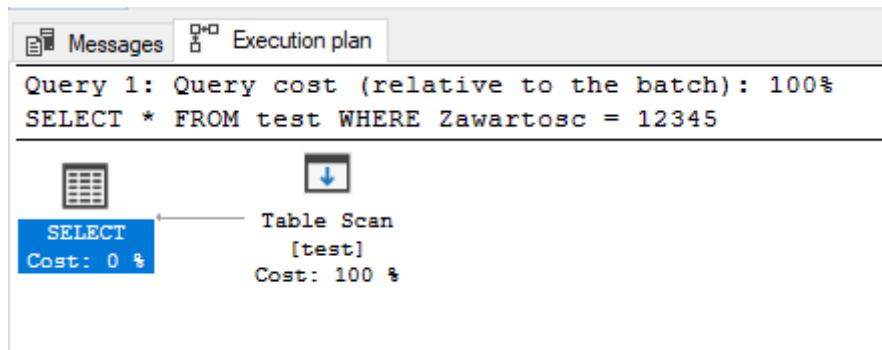 Messages Execution plan
Query 1: Query cost (relative to the batch): 100%
SELECT * FROM test WHERE Zawartosc = 12345
SELECT
Cost: 0 %
Table Scan
[test]
Cost: 100 %